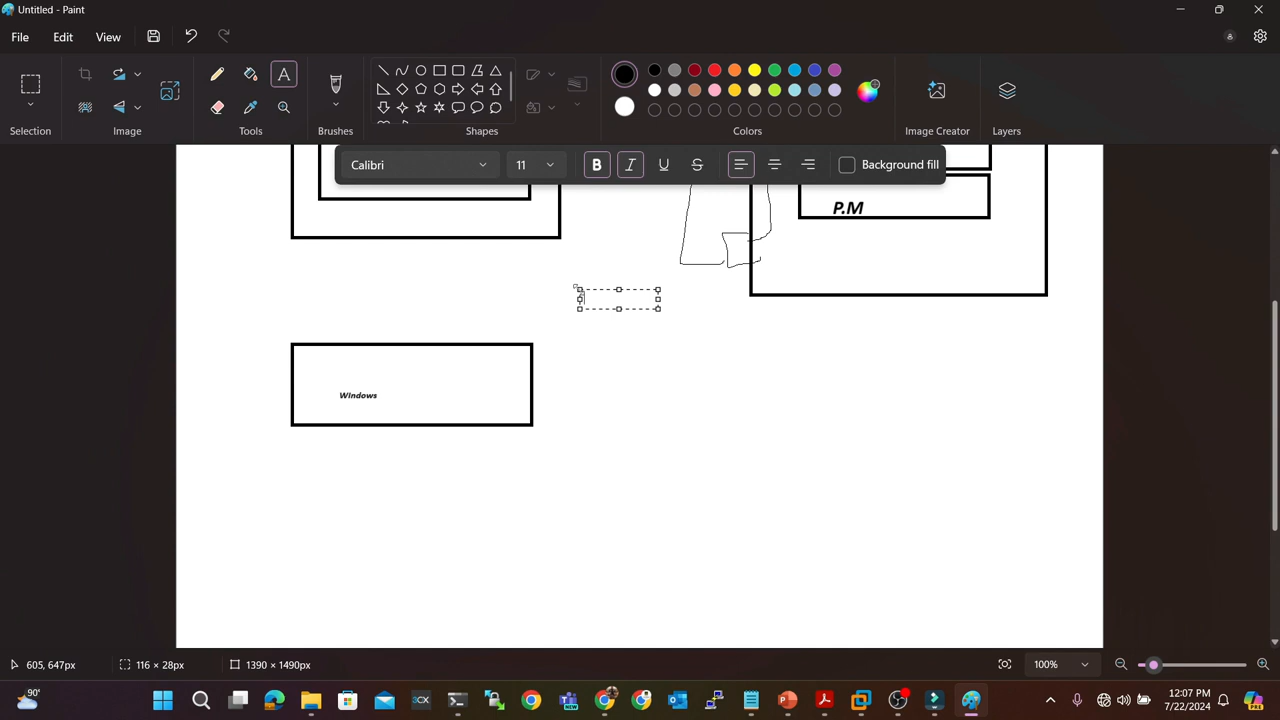 Untitled - Paint
File Edit View
Selection Image Tools Brushes Shapes Colors Image Creator Layers
Calibri 11 B I U S Background fill
P.M
Windows
605, 647px 116 × 28px 1390 × 1490px 100%
90°
12:07 PM
7/22/2024